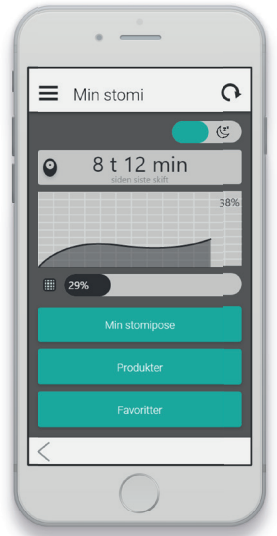 Min stomi
8 t 12 min
siden siste skift
38%
29%
Min stomipose
Produkter
Favoritter